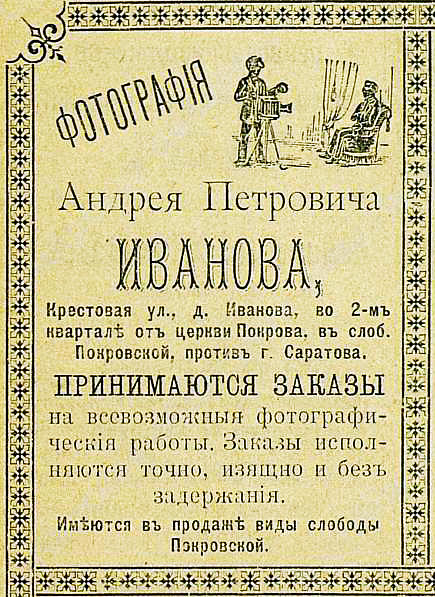 ФОТОГРАФІЯ
Андрея Петровича
ИВАНОВА,
Крестовая ул., д. Иванова, во 2-мъ
кварталѣ отъ церкви Покрова, въ слоб.
Покровской, противъ г. Саратова.
ПРИНИМАЮТСЯ ЗАКАЗЫ
на всевозможныя фотографи-
ческія работы. Заказы испол-
няются точно, изящно и безъ
задержанія.
Имѣются въ продажѣ виды слободы
Покровской.